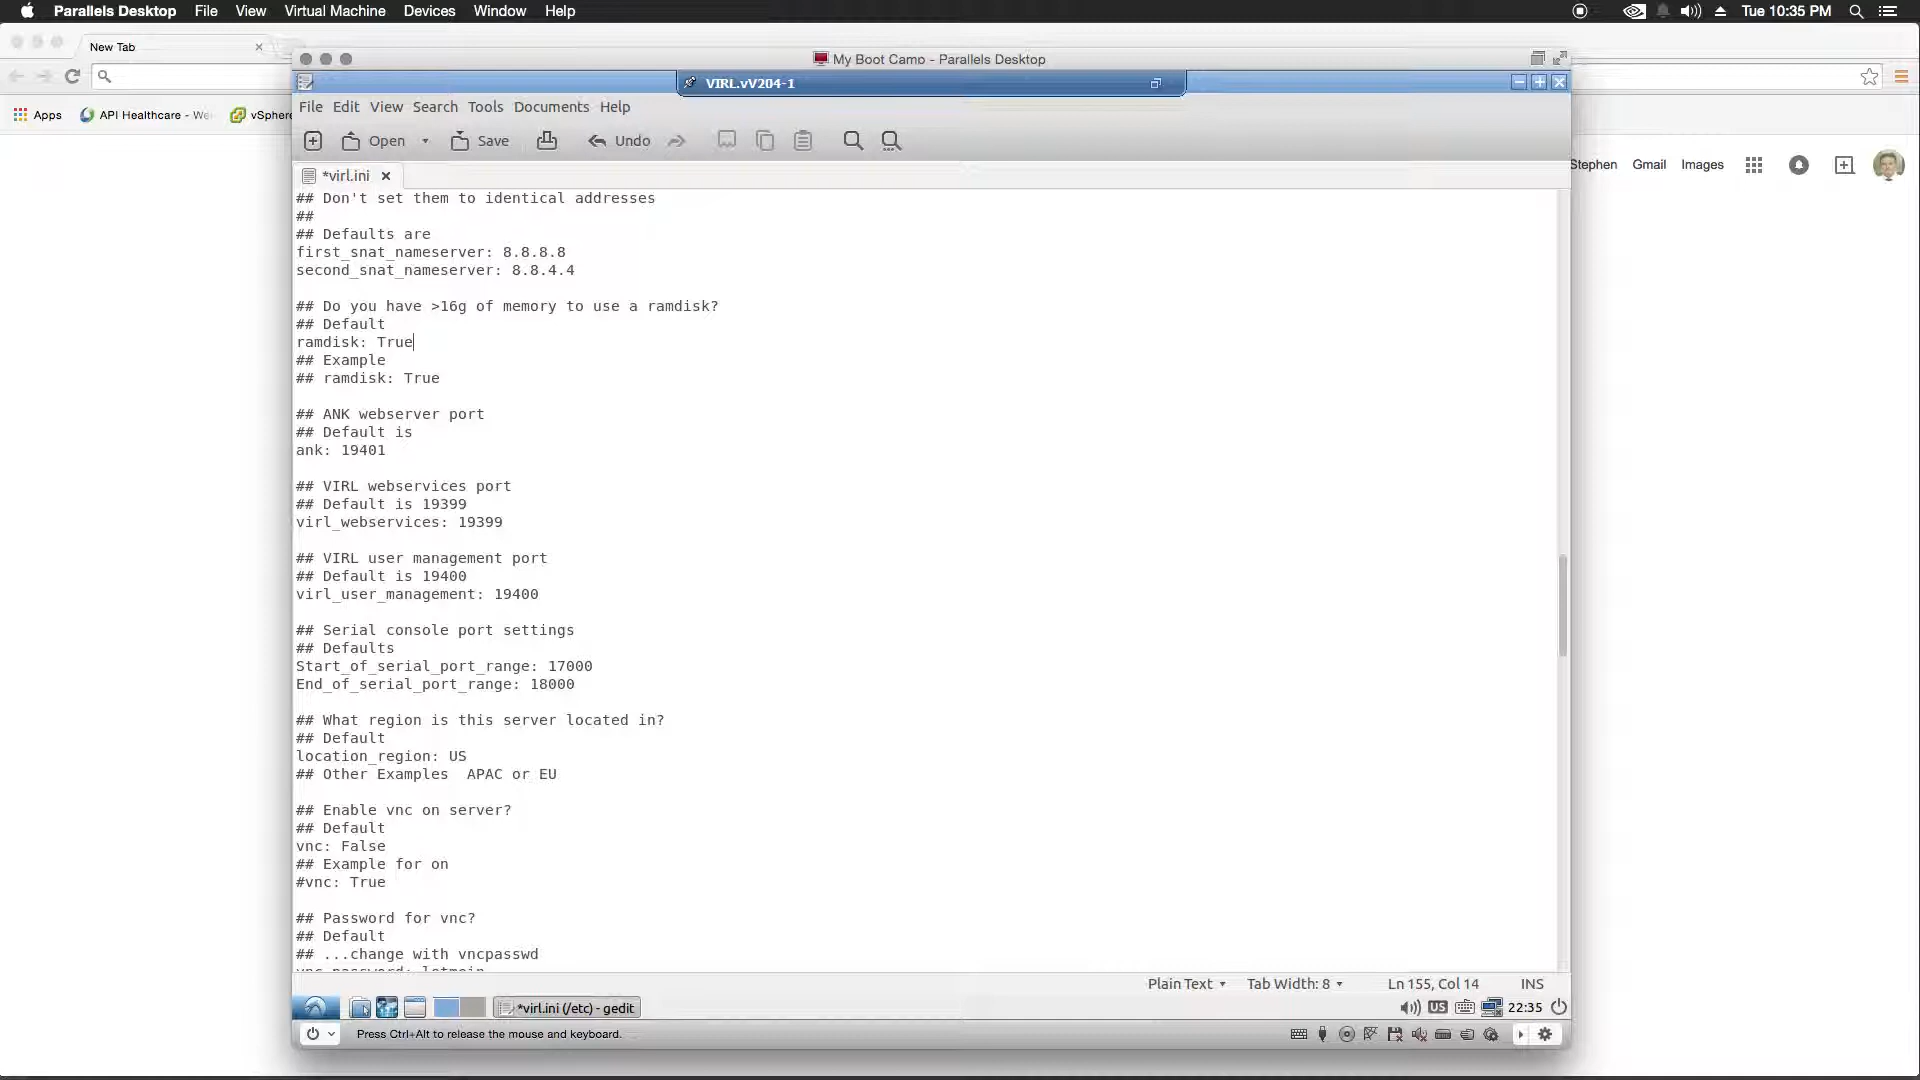 Parallels Desktop File View Virtual Machine Devices Window Help Tue 10:35 PM
New Tab
My Boot Camp - Parallels Desktop
VIRL.vV204-1
File Edit View Search Tools Documents Help
Apps API Healthcare - We vSphere
Open Save Undo
Stephen Gmail Images
*virl.ini
## Don't set them to identical addresses
##
## Defaults are
first_snat_nameserver: 8.8.8.8
second_snat_nameserver: 8.8.4.4
## Do you have >16g of memory to use a ramdisk?
## Default
ramdisk: True
## Example
## ramdisk: True
## ANK webserver port
## Default is
ank: 19401
## VIRL webservices port
## Default is 19399
virl_webservices: 19399
## VIRL user management port
## Default is 19400
virl_user_management: 19400
## Serial console port settings
## Defaults
Start_of_serial_port_range: 17000
End_of_serial_port_range: 18000
## What region is this server located in?
## Default
location_region: US
## Other Examples  APAC or EU
## Enable vnc on server?
## Default
vnc: False
## Example for on
#vnc: True
## Password for vnc?
## Default
## ...change with vncpasswd
vnc_password: letmein
Plain Text Tab Width: 8 Ln 155, Col 14 INS
*virl.ini (/etc) - gedit US 22:35
Press Ctrl+Alt to release the mouse and keyboard.